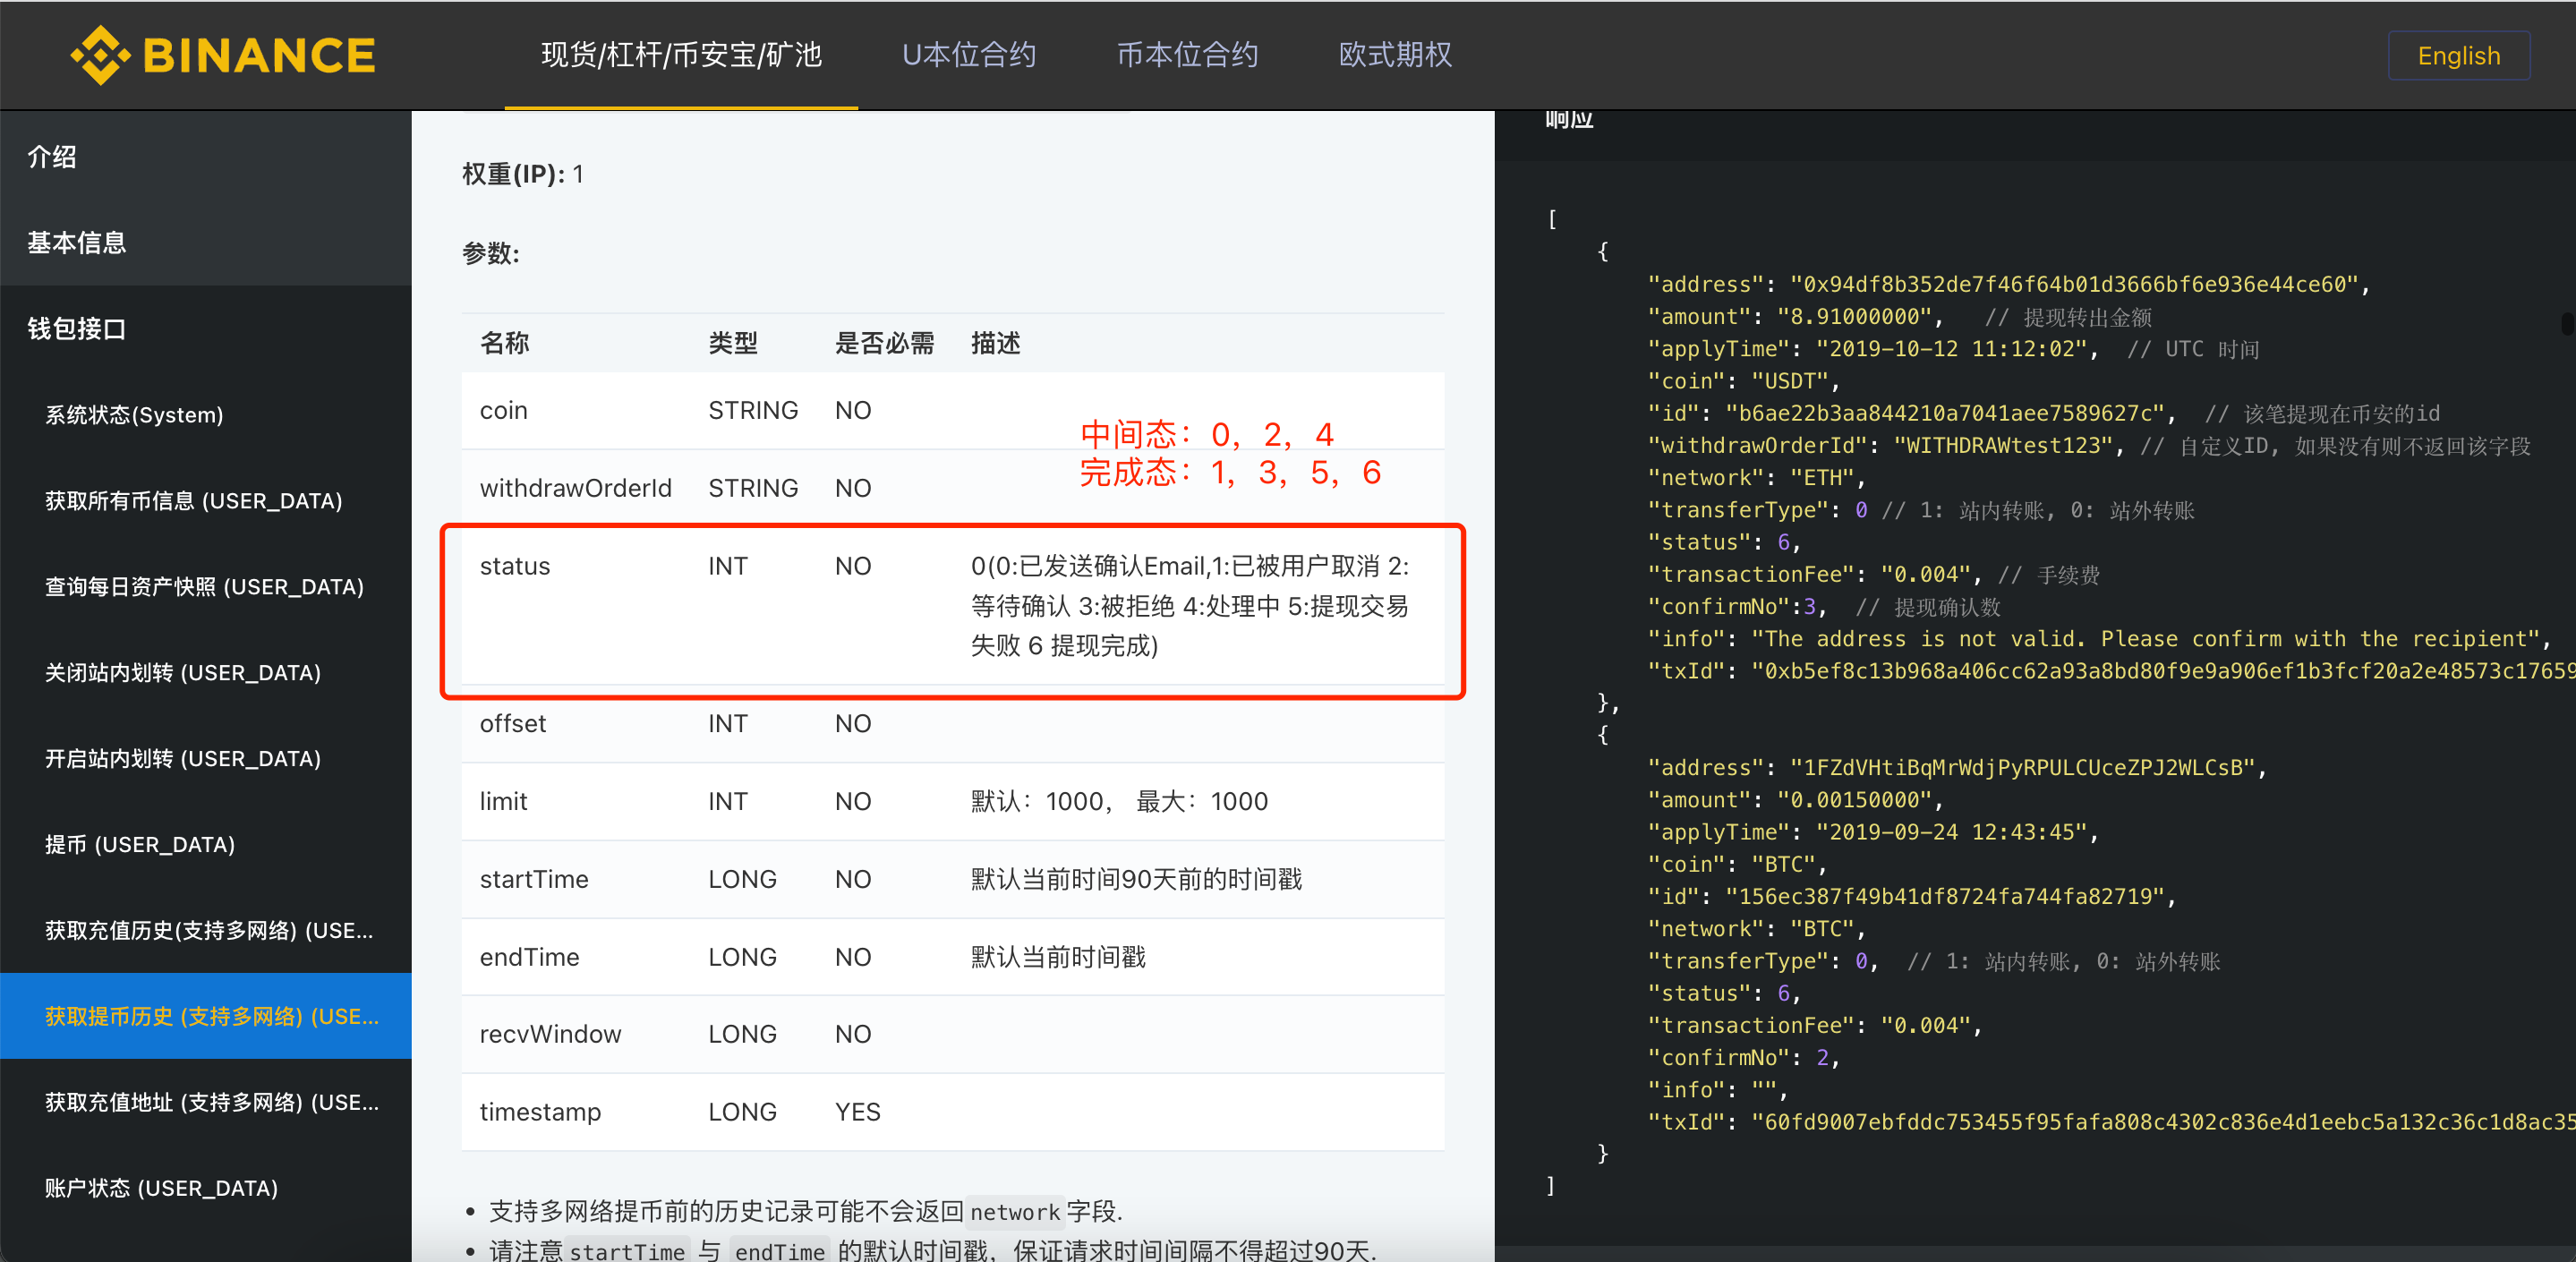 BINANCE
现货/杠杆/币安宝/矿池
U本位合约
币本位合约
欧式期权
English
介绍
基本信息
钱包接口
系统状态(System)
获取所有币信息 (USER_DATA)
查询每日资产快照 (USER_DATA)
关闭站内划转 (USER_DATA)
开启站内划转 (USER_DATA)
提币 (USER_DATA)
获取充值历史(支持多网络) (USE...
获取提币历史 (支持多网络) (USE...
获取充值地址 (支持多网络) (USE...
账户状态 (USER_DATA)
权重(IP): 1
参数:
名称 类型 是否必需 描述
coin STRING NO
中间态：0，2，4
完成态：1，3，5，6
withdrawOrderId STRING NO
status INT NO 0(0:已发送确认Email,1:已被用户取消 2:
等待确认 3:被拒绝 4:处理中 5:提现交易
失败 6 提现完成)
offset INT NO
limit INT NO 默认：1000， 最大：1000
startTime LONG NO 默认当前时间90天前的时间戳
endTime LONG NO 默认当前时间戳
recvWindow LONG NO
timestamp LONG YES
• 支持多网络提币前的历史记录可能不会返回network字段.
• 请注意startTime 与 endTime 的默认时间戳，保证请求时间间隔不得超过90天.
响应
[
{
"address": "0x94df8b352de7f46f64b01d3666bf6e936e44ce60",
"amount": "8.91000000", // 提现转出金额
"applyTime": "2019-10-12 11:12:02", // UTC 时间
"coin": "USDT",
"id": "b6ae22b3aa844210a7041aee7589627c", // 该笔提现在币安的id
"withdrawOrderId": "WITHDRAWtest123", // 自定义ID, 如果没有则不返回该字段
"network": "ETH",
"transferType": 0 // 1: 站内转账, 0: 站外转账
"status": 6,
"transactionFee": "0.004", // 手续费
"confirmNo":3, // 提现确认数
"info": "The address is not valid. Please confirm with the recipient",
"txId": "0xb5ef8c13b968a406cc62a93a8bd80f9e9a906ef1b3fcf20a2e48573c17659
},
{
"address": "1FZdVHtiBqMrWdjPyRPULCUceZPJ2WLCsB",
"amount": "0.00150000",
"applyTime": "2019-09-24 12:43:45",
"coin": "BTC",
"id": "156ec387f49b41df8724fa744fa82719",
"network": "BTC",
"transferType": 0, // 1: 站内转账, 0: 站外转账
"status": 6,
"transactionFee": "0.004",
"confirmNo": 2,
"info": "",
"txId": "60fd9007ebfddc753455f95fafa808c4302c836e4d1eebc5a132c36c1d8ac35
}
]